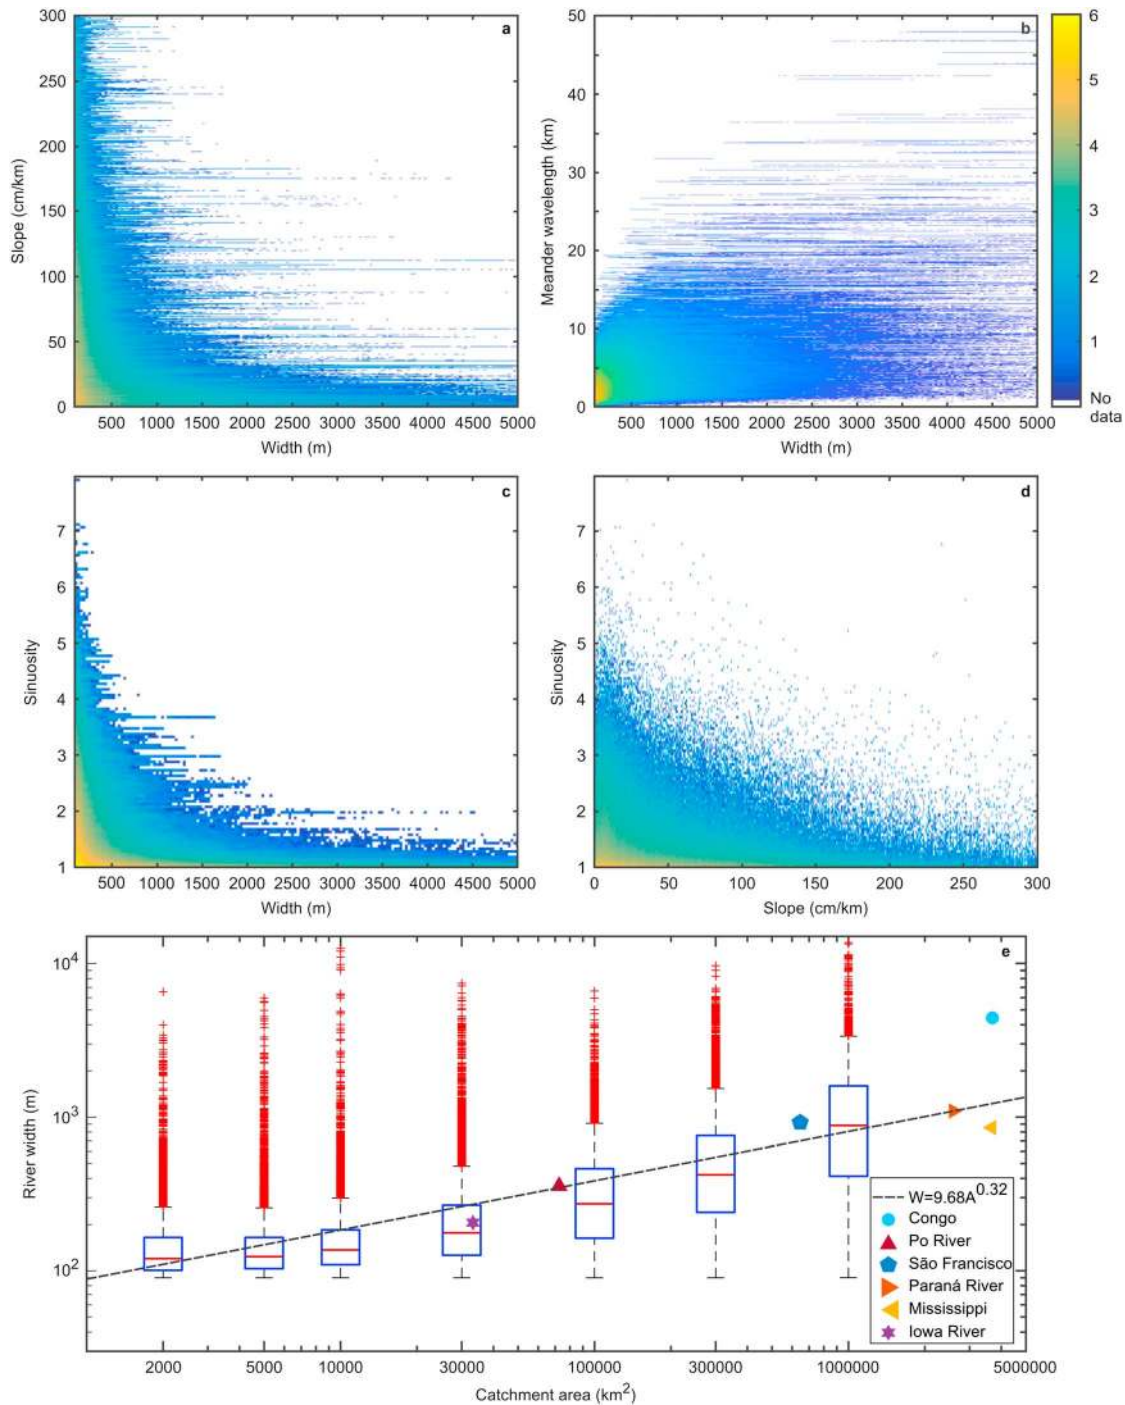 300
250
200
150
100
50
0
Slope (cm/km)
a
500 1000 1500 2000 2500 3000 3500 4000 4500 5000
Width (m)
50
40
30
20
10
0
Meander wavelength (km)
b
500 1000 1500 2000 2500 3000 3500 4000 4500 5000
Width (m)
6
5
4
3
2
1
No
data
7
6
5
4
3
2
1
Sinuosity
c
500 1000 1500 2000 2500 3000 3500 4000 4500 5000
Width (m)
7
6
5
4
3
2
1
Sinuosity
d
0 50 100 150 200 250 300
Slope (cm/km)
10⁴
10³
10²
River width (m)
e
W=9.68A^0.32
Congo
Po River
São Francisco
Paraná River
Mississippi
Iowa River
2000 5000 10000 30000 100000 300000 1000000 5000000
Catchment area (km²)